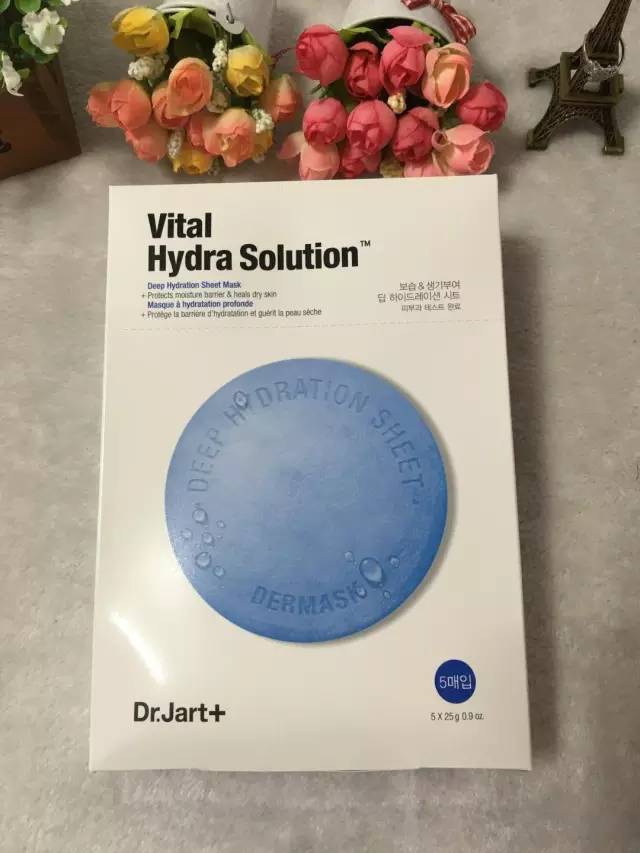 Vital
Hydra Solution™
Deep Hydration Sheet Mask
+ Protects moisture barrier & heals dry skin
Masque à hydratation profonde
+ Protège la barrière d'hydratation et guérit la peau sèche
보습 & 생기부여
딥 하이드레이션 시트
피부과 테스트 완료
DEEP HYDRATION SHEET™
DERMASK
5매입
5 X 25 g 0.9 oz.
Dr.Jart+